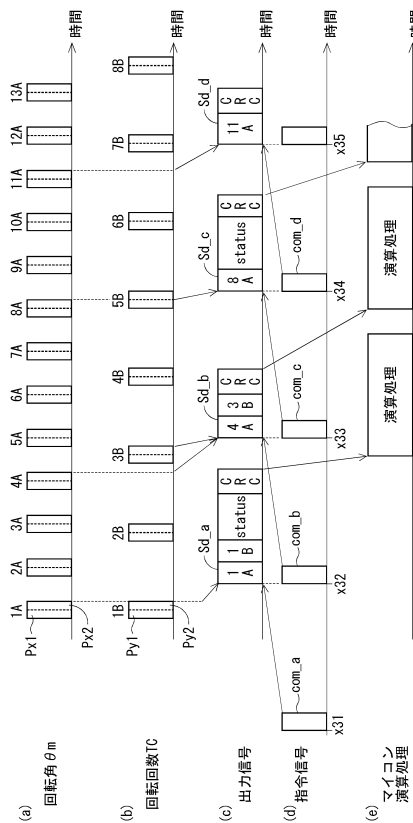 (a)
回転角θm
Px1
Px2
1A 2A 3A 4A 5A 6A 7A 8A 9A 10A 11A 12A 13A
時間
(b)
回転回数TC
Py1
Py2
1B 2B 3B 4B 5B 6B 7B 8B
時間
(c)
出力信号
Sd_a Sd_b Sd_c Sd_d
1A 1B status CRC
4A 3B CRC
8A status CRC
11A CRC
時間
(d)
指令信号
com_a com_b com_c com_d
x31 x32 x33 x34 x35
時間
(e)
マイコン
演算処理
演算処理 演算処理
時間